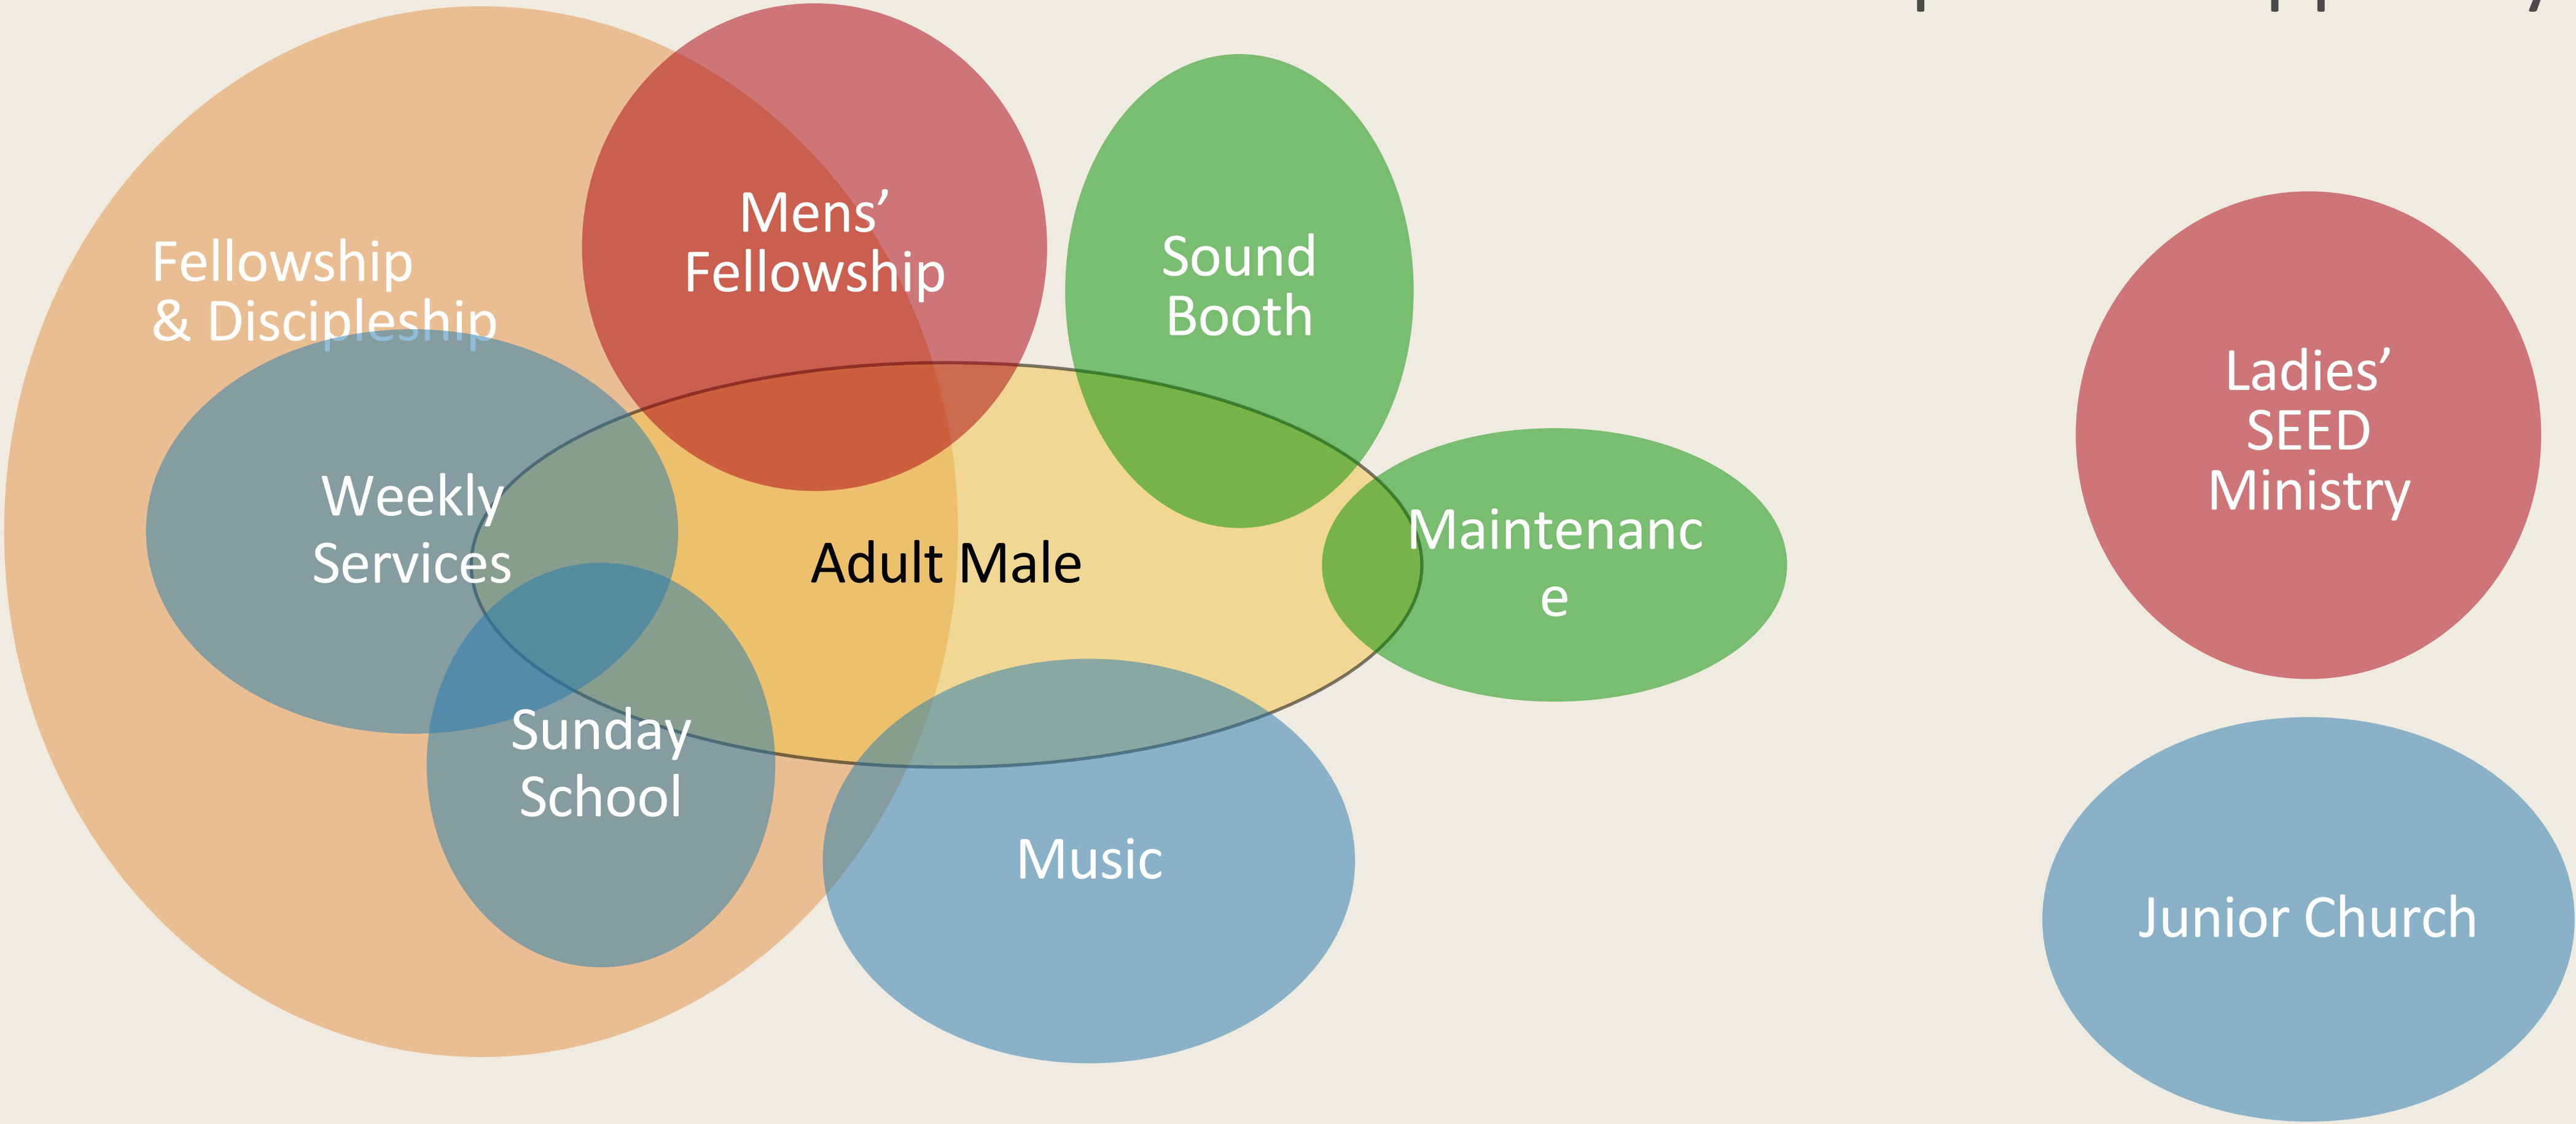 Fellowship
& Discipleship
Mens’
Fellowship
Sound
Booth
Ladies’
SEED
Ministry
Weekly
Services
Adult Male
Maintenanc
e
Sunday
School
Music
Junior Church